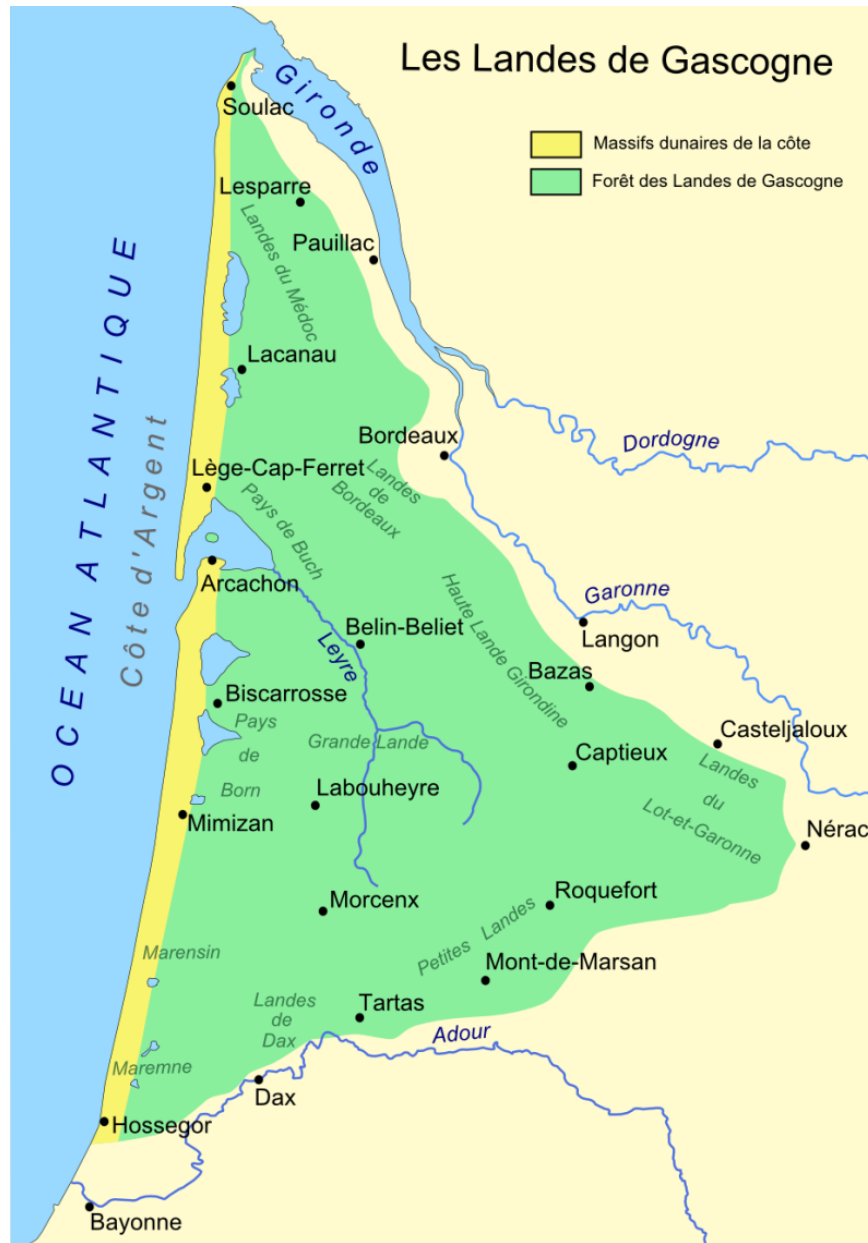 Les Landes de Gascogne
Massifs dunaires de la côte
Forêt des Landes de Gascogne
Gironde
Soulac
Lesparre
Landes du Médoc
Pauillac
OCEAN ATLANTIQUE
Côte d'Argent
Lacanau
Bordeaux
Dordogne
Lège-Cap-Ferret
Landes
de
Bordeaux
Pays de Buch
Arcachon
Garonne
Haute Lande Girondine
Belin-Beliet
Leyre
Langon
Bazas
Biscarrosse
Pays
de
Born
Grande Lande
Captieux
Casteljaloux
Landes
du
Lot-et-Garonne
Labouheyre
Mimizan
Nérac
Morcenx
Roquefort
Petites Landes
Marensin
Mont-de-Marsan
Landes
de
Dax
Tartas
Adour
Maremne
Dax
Hossegor
Bayonne